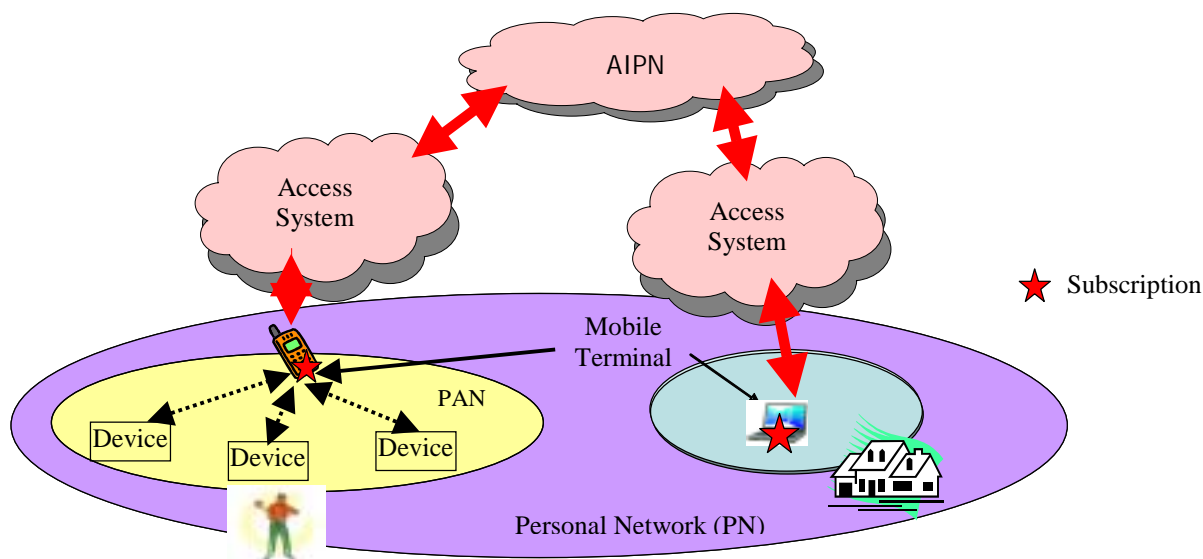 AIPN
Access
System
Access
System
Subscription
Mobile
Terminal
PAN
Device
Device
Device
Personal Network (PN)